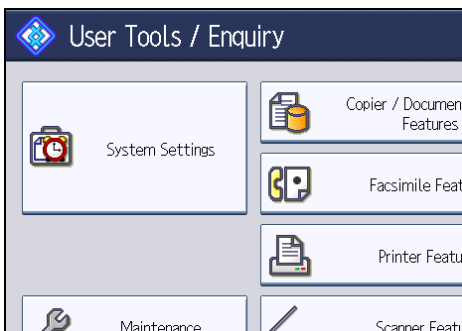 User Tools / Enquiry
System Settings
Copier / Documen
Features
Facsimile Feat
Printer Featu
Maintenance
Scanner Featu